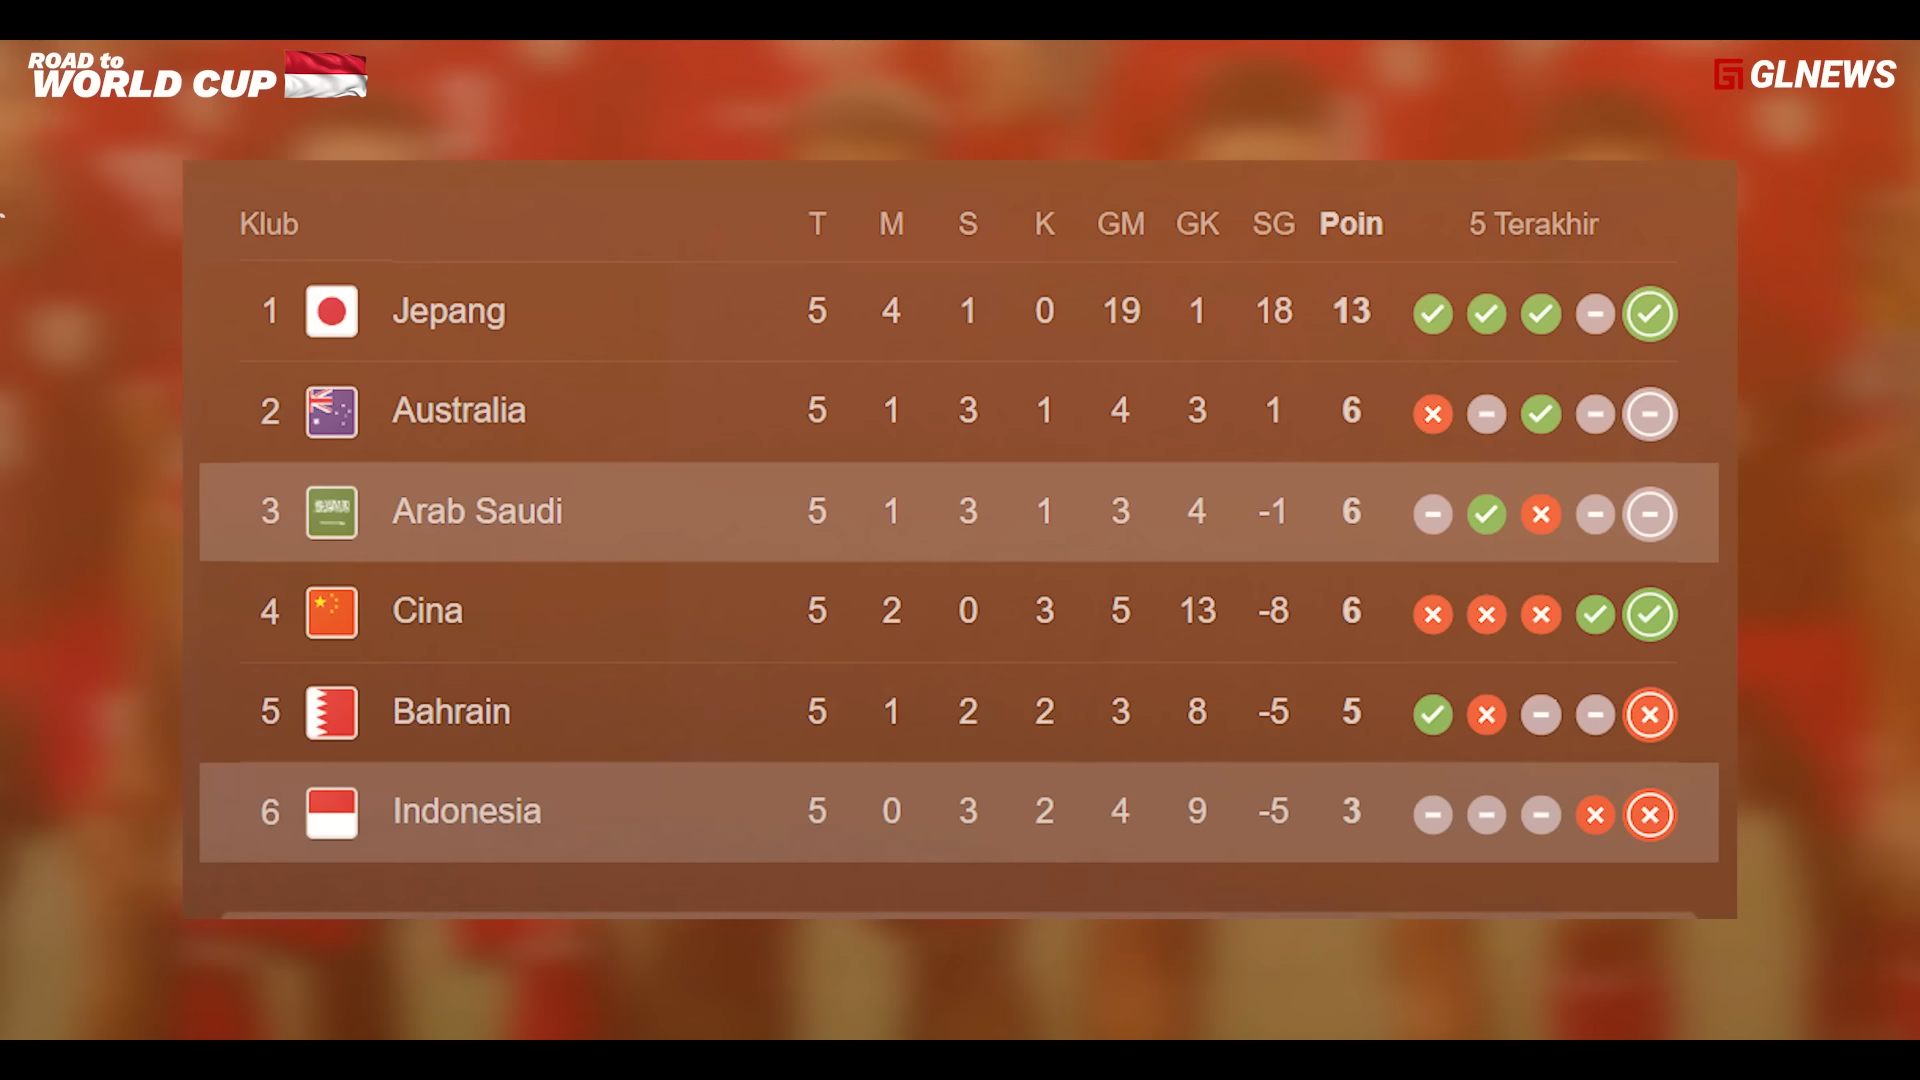 ROAD to
WORLD CUP
GLNEWS
Klub T M S K GM GK SG Poin 5 Terakhir
1 Jepang 5 4 1 0 19 1 18 13
2 Australia 5 1 3 1 4 3 1 6
3 Arab Saudi 5 1 3 1 3 4 -1 6
4 Cina 5 2 0 3 5 13 -8 6
5 Bahrain 5 1 2 2 3 8 -5 5
6 Indonesia 5 0 3 2 4 9 -5 3